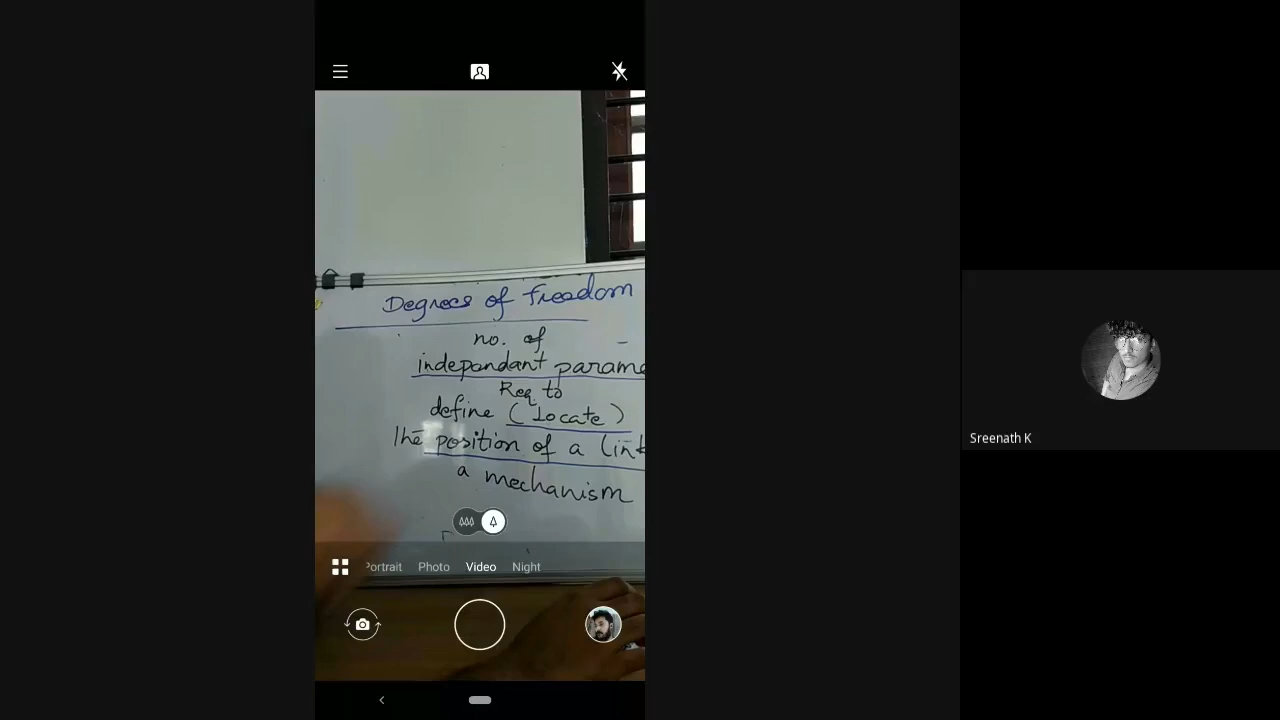 Degrees of freedom
no. of
independant parame
Req. to
define (Locate)
The position of a (ink
a mechanism
Portrait Photo Video Night
Sreenath K